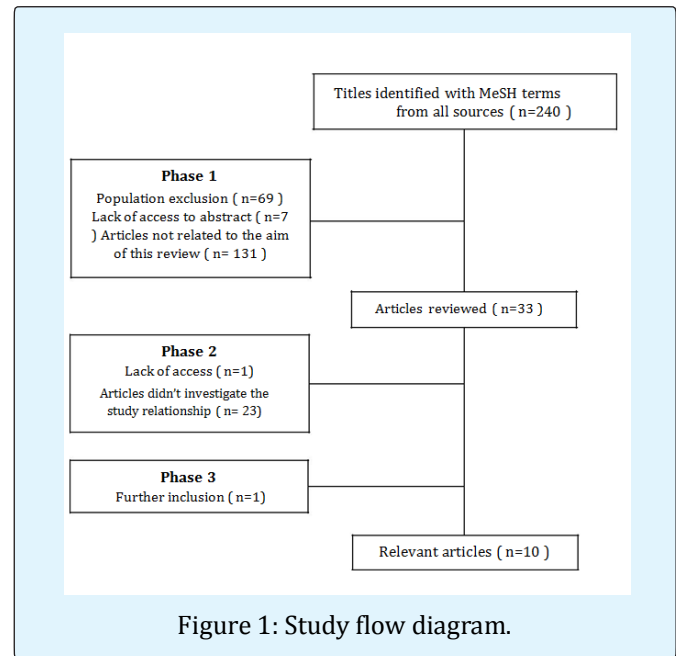 Titles identified with MeSH terms
from all sources ( n=240 )
Phase 1
Population exclusion ( n=69 )
Lack of access to abstract ( n=7
) Articles not related to the aim
of this review ( n= 131 )
Articles reviewed ( n=33 )
Phase 2
Lack of access ( n=1)
Articles didn't investigate the
study relationship ( n= 23)
Phase 3
Further inclusion ( n=1)
Relevant articles ( n=10 )
Figure 1: Study flow diagram.